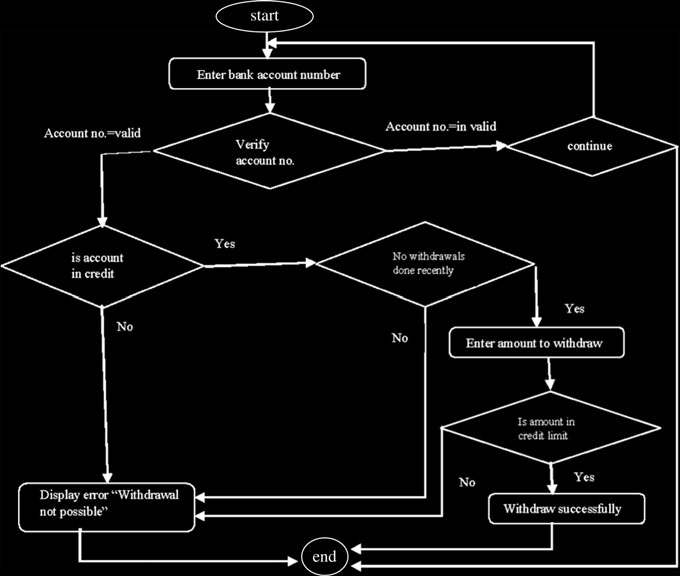 start
Enter bank account number
Account no.=valid
Verify
account no.
Account no.=in valid
continue
is account
in credit
Yes
No withdrawals
done recently
Yes
No
No
Enter amount to withdraw
Is amount in
credit limit
No
Yes
Display error “Withdrawal
not possible”
Withdraw successfully
end